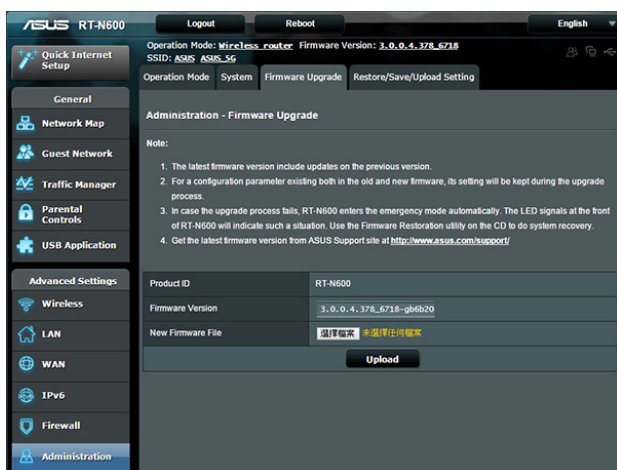 ASUS RT-N600 Logout Reboot English
Operation Mode: Wireless router Firmware Version: 3.0.0.4.378_6718
SSID: ASUS ASUS_5G
Quick Internet
Setup
Operation Mode System Firmware Upgrade Restore/Save/Upload Setting
General
Network Map
Guest Network
Traffic Manager
Parental
Controls
USB Application
Advanced Settings
Wireless
LAN
WAN
IPv6
Firewall
Administration
Administration - Firmware Upgrade
Note:
1. The latest firmware version include updates on the previous version.
2. For a configuration parameter existing both in the old and new firmware, its setting will be kept during the upgrade
process.
3. In case the upgrade process fails, RT-N600 enters the emergency mode automatically. The LED signals at the front
of RT-N600 will indicate such a situation. Use the Firmware Restoration utility on the CD to do system recovery.
4. Get the latest firmware version from ASUS Support site at http://www.asus.com/support/
Product ID RT-N600
Firmware Version 3.0.0.4.378_6718-gb6b20
New Firmware File 選擇檔案 未選擇任何檔案
Upload